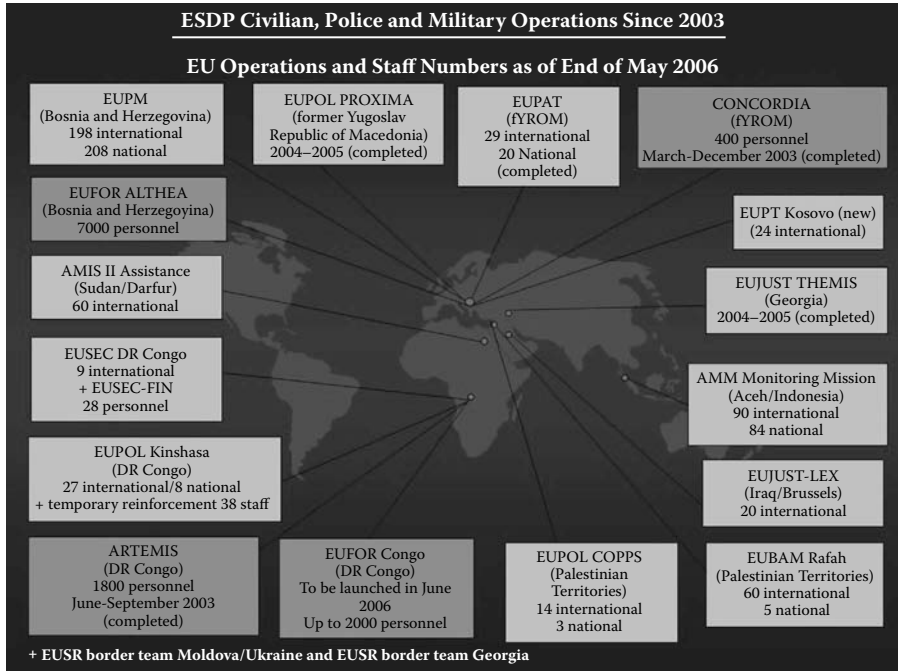 ESDP Civilian, Police and Military Operations Since 2003
EU Operations and Staff Numbers as of End of May 2006
EUPM
(Bosnia and Herzegovina)
198 international
208 national
EUPOL PROXIMA
(former Yugoslav
Republic of Macedonia)
2004–2005 (completed)
EUPAT
(fYROM)
29 international
20 National
(completed)
CONCORDIA
(fYROM)
400 personnel
March-December 2003 (completed)
EUFOR ALTHEA
(Bosnia and Herzegoyina)
7000 personnel
EUPT Kosovo (new)
(24 international)
AMIS II Assistance
(Sudan/Darfur)
60 international
EUJUST THEMIS
(Georgia)
2004–2005 (completed)
EUSEC DR Congo
9 international
+ EUSEC-FIN
28 personnel
AMM Monitoring Mission
(Aceh/Indonesia)
90 international
84 national
EUPOL Kinshasa
(DR Congo)
27 international/8 national
+ temporary reinforcement 38 staff
EUJUST-LEX
(Iraq/Brussels)
20 international
ARTEMIS
(DR Congo)
1800 personnel
June-September 2003
(completed)
EUFOR Congo
(DR Congo)
To be launched in June
2006
Up to 2000 personnel
EUPOL COPPS
(Palestinian
Territories)
14 international
3 national
EUBAM Rafah
(Palestinian Territories)
60 international
5 national
+ EUSR border team Moldova/Ukraine and EUSR border team Georgia